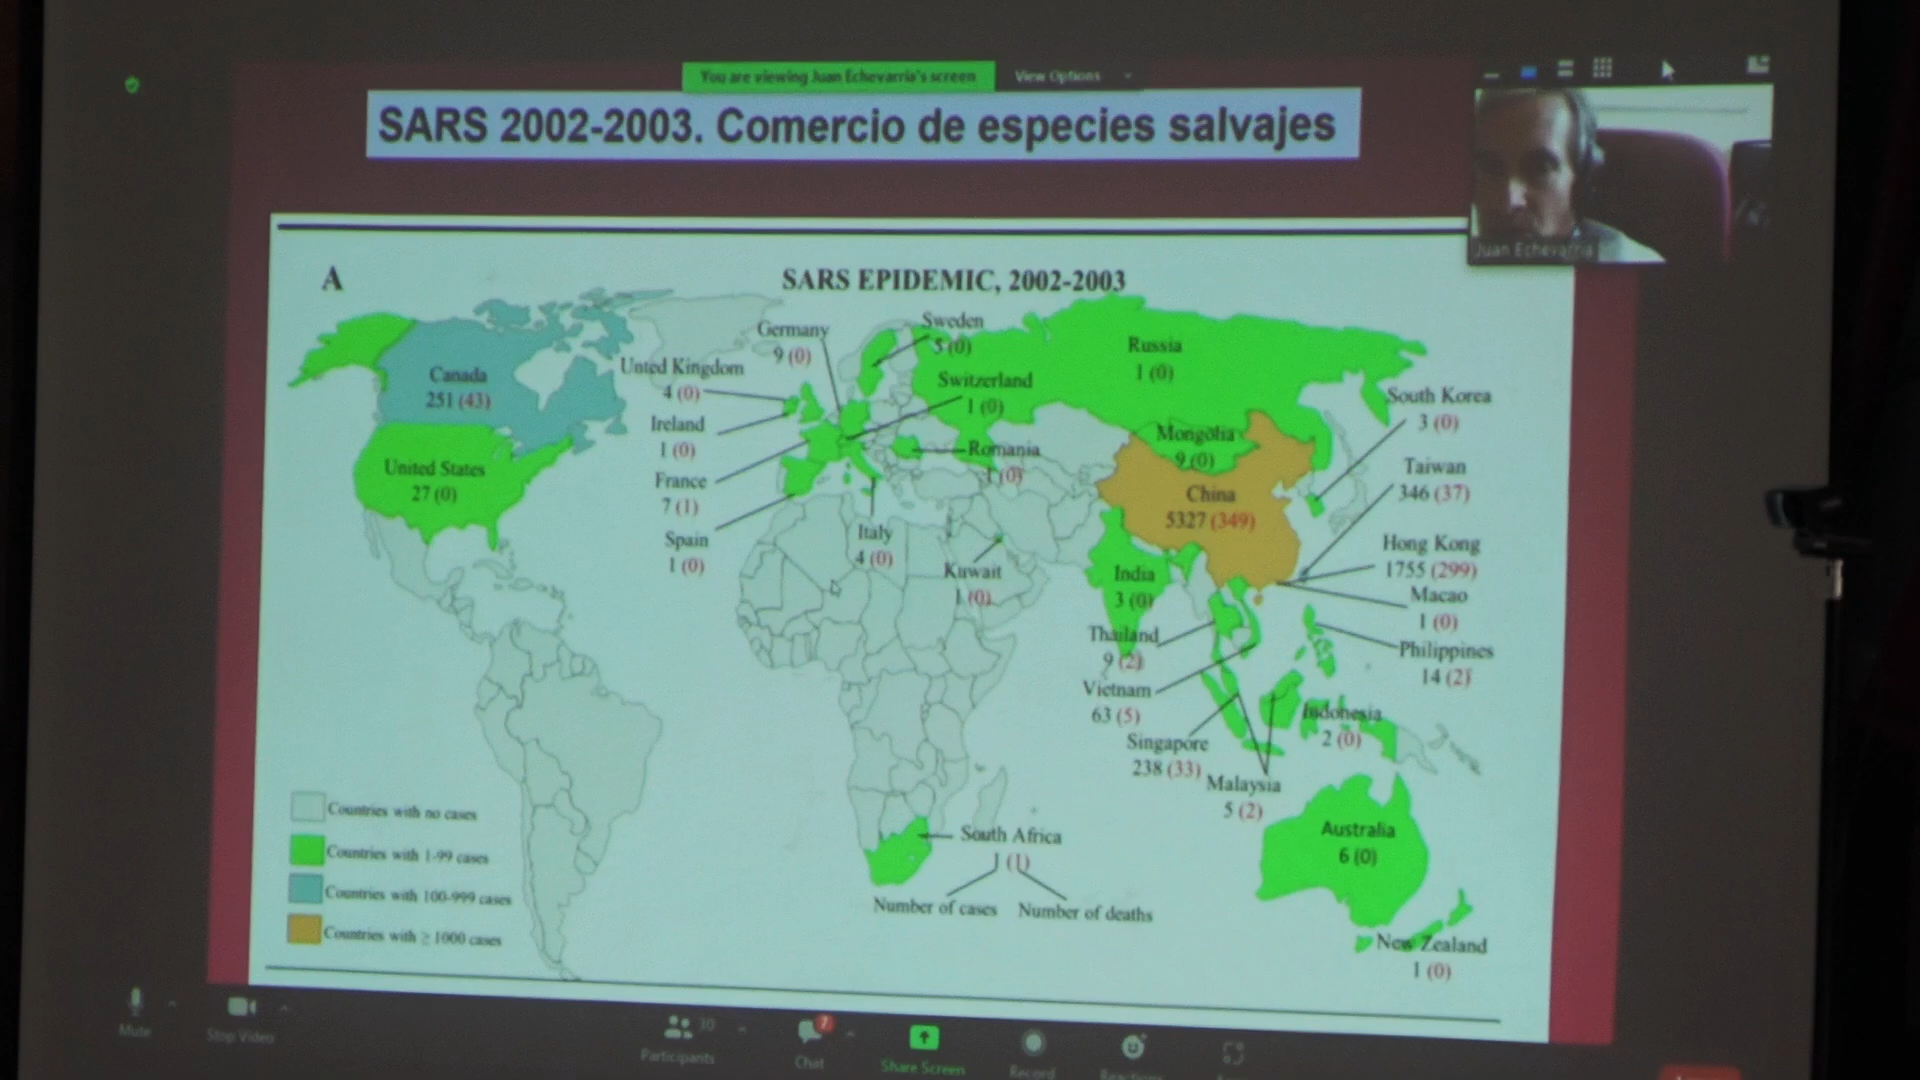 You are viewing Juan Echevarria's screen
View Options
SARS 2002-2003. Comercio de especies salvajes
Juan Echevarria
A
SARS EPIDEMIC, 2002-2003
Germany
9 (0)
Sweden
5 (0)
Russia
1 (0)
Unted Kingdom
4 (0)
Switzerland
1 (0)
Canada
251 (43)
South Korea
3 (0)
Ireland
1 (0)
Mongolia
9 (0)
Romania
1 (0)
United States
27 (0)
France
7 (1)
Taiwan
346 (37)
China
5327 (349)
Spain
1 (0)
Italy
4 (0)
Kuwait
1 (0)
Hong Kong
1755 (299)
India
3 (0)
Macao
1 (0)
Thailand
9 (2)
Philippines
14 (2)
Vietnam
63 (5)
Indonesia
2 (0)
Singapore
238 (33)
Malaysia
5 (2)
Countries with no cases
Countries with 1-99 cases
Countries with 100-999 cases
Countries with ≥ 1000 cases
South Africa
1 (1)
Number of cases
Number of deaths
Australia
6 (0)
New Zealand
1 (0)
Mute
Stop Video
30
Participants
7
Chat
Share Screen
Record
Reactions